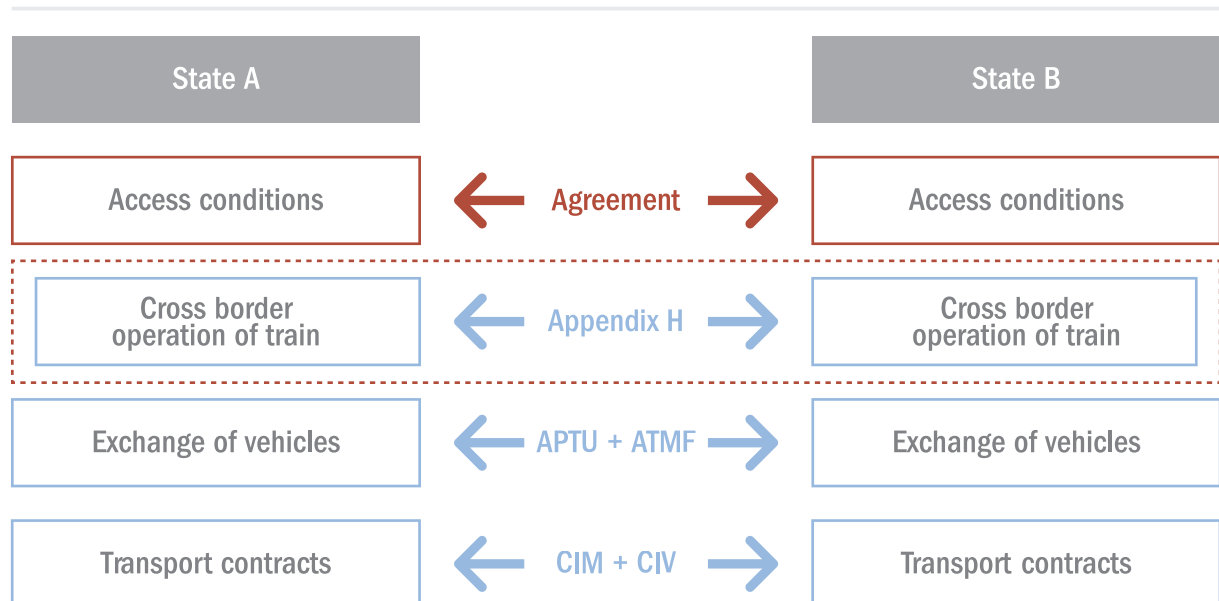 State A
State B
Access conditions
Agreement
Access conditions
Cross border
operation of train
Appendix H
Cross border
operation of train
Exchange of vehicles
APTU + ATMF
Exchange of vehicles
Transport contracts
CIM + CIV
Transport contracts